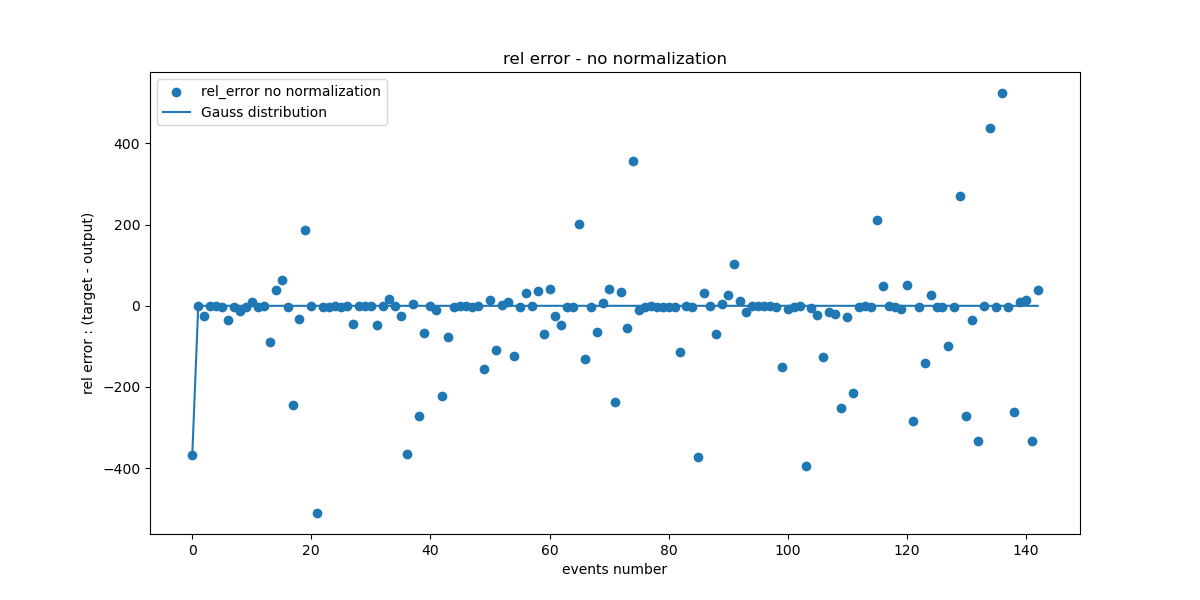 rel error - no normalization
rel_error no normalization
Gauss distribution
400
200
0
−200
−400
rel error : (target - output)
0 20 40 60 80 100 120 140
events number